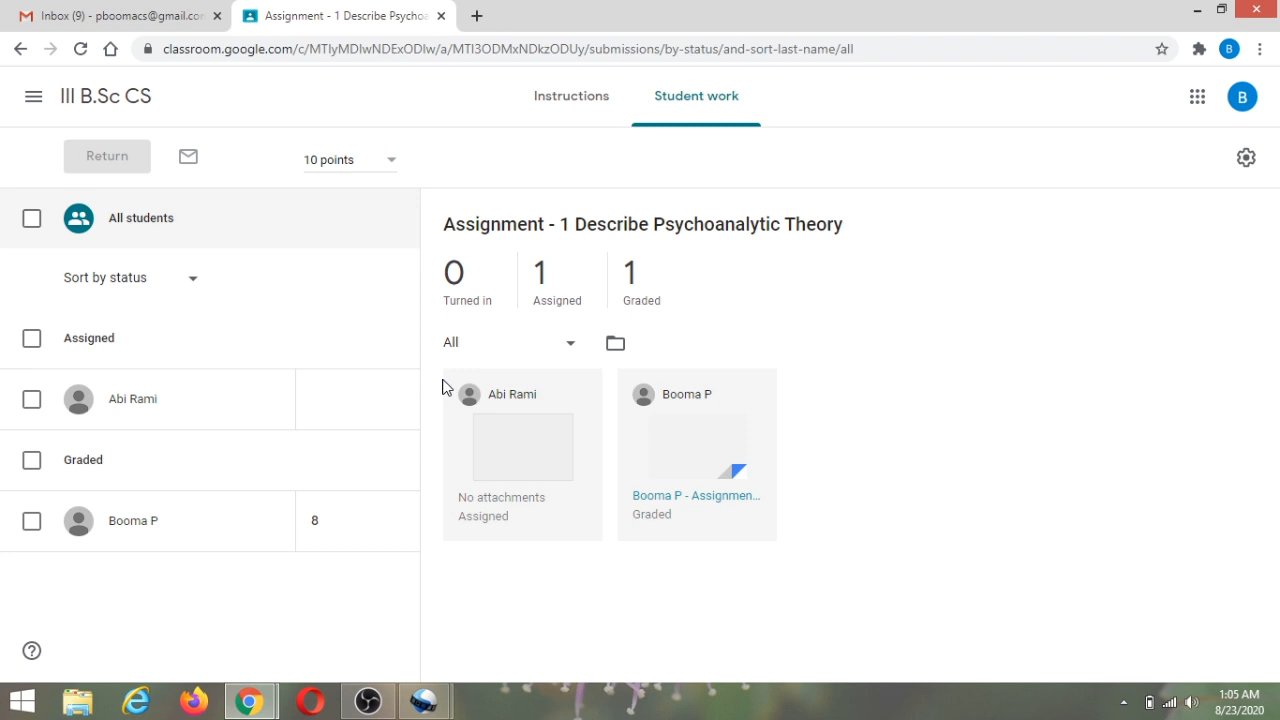 Inbox (9) - pboomacs@gmail.con
Assignment - 1 Describe Psychoa
classroom.google.com/c/MTIyMDIwNDExODIw/a/MTI3ODMxNDkzODUy/submissions/by-status/and-sort-last-name/all
B
III B.Sc CS
Instructions
Student work
B
Return
10 points
All students
Sort by status
Assigned
Abi Rami
Graded
Booma P
8
Assignment - 1 Describe Psychoanalytic Theory
0
Turned in
1
Assigned
1
Graded
All
Abi Rami
No attachments
Assigned
Booma P
Booma P - Assignmen...
Graded
1:05 AM
8/23/2020